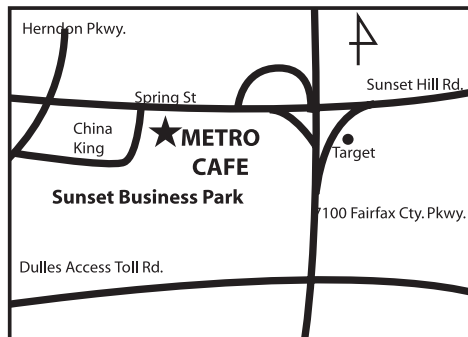 Herndon Pkwy.
Sunset Hill Rd.
Spring St
China
King
METRO
CAFE
Target
Sunset Business Park
7100 Fairfax Cty. Pkwy.
Dulles Access Toll Rd.